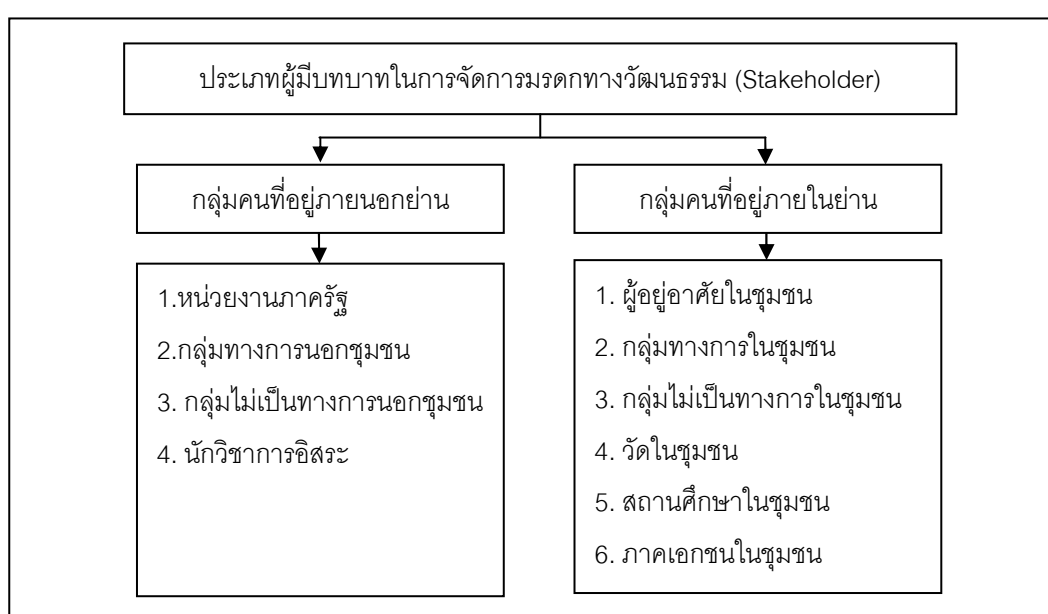 ประเภทผู้มีบทบาทในการจัดการมรดกทางวัฒนธรรม (Stakeholder)
กลุ่มคนที่อยู่ภายนอกย่าน
1.หน่วยงานภาครัฐ
2.กลุ่มทางการนอกชุมชน
3. กลุ่มไม่เป็นทางการนอกชุมชน
4. นักวิชาการอิสระ
กลุ่มคนที่อยู่ภายในย่าน
1. ผู้อยู่อาศัยในชุมชน
2. กลุ่มทางการในชุมชน
3. กลุ่มไม่เป็นทางการในชุมชน
4. วัดในชุมชน
5. สถานศึกษาในชุมชน
6. ภาคเอกชนในชุมชน